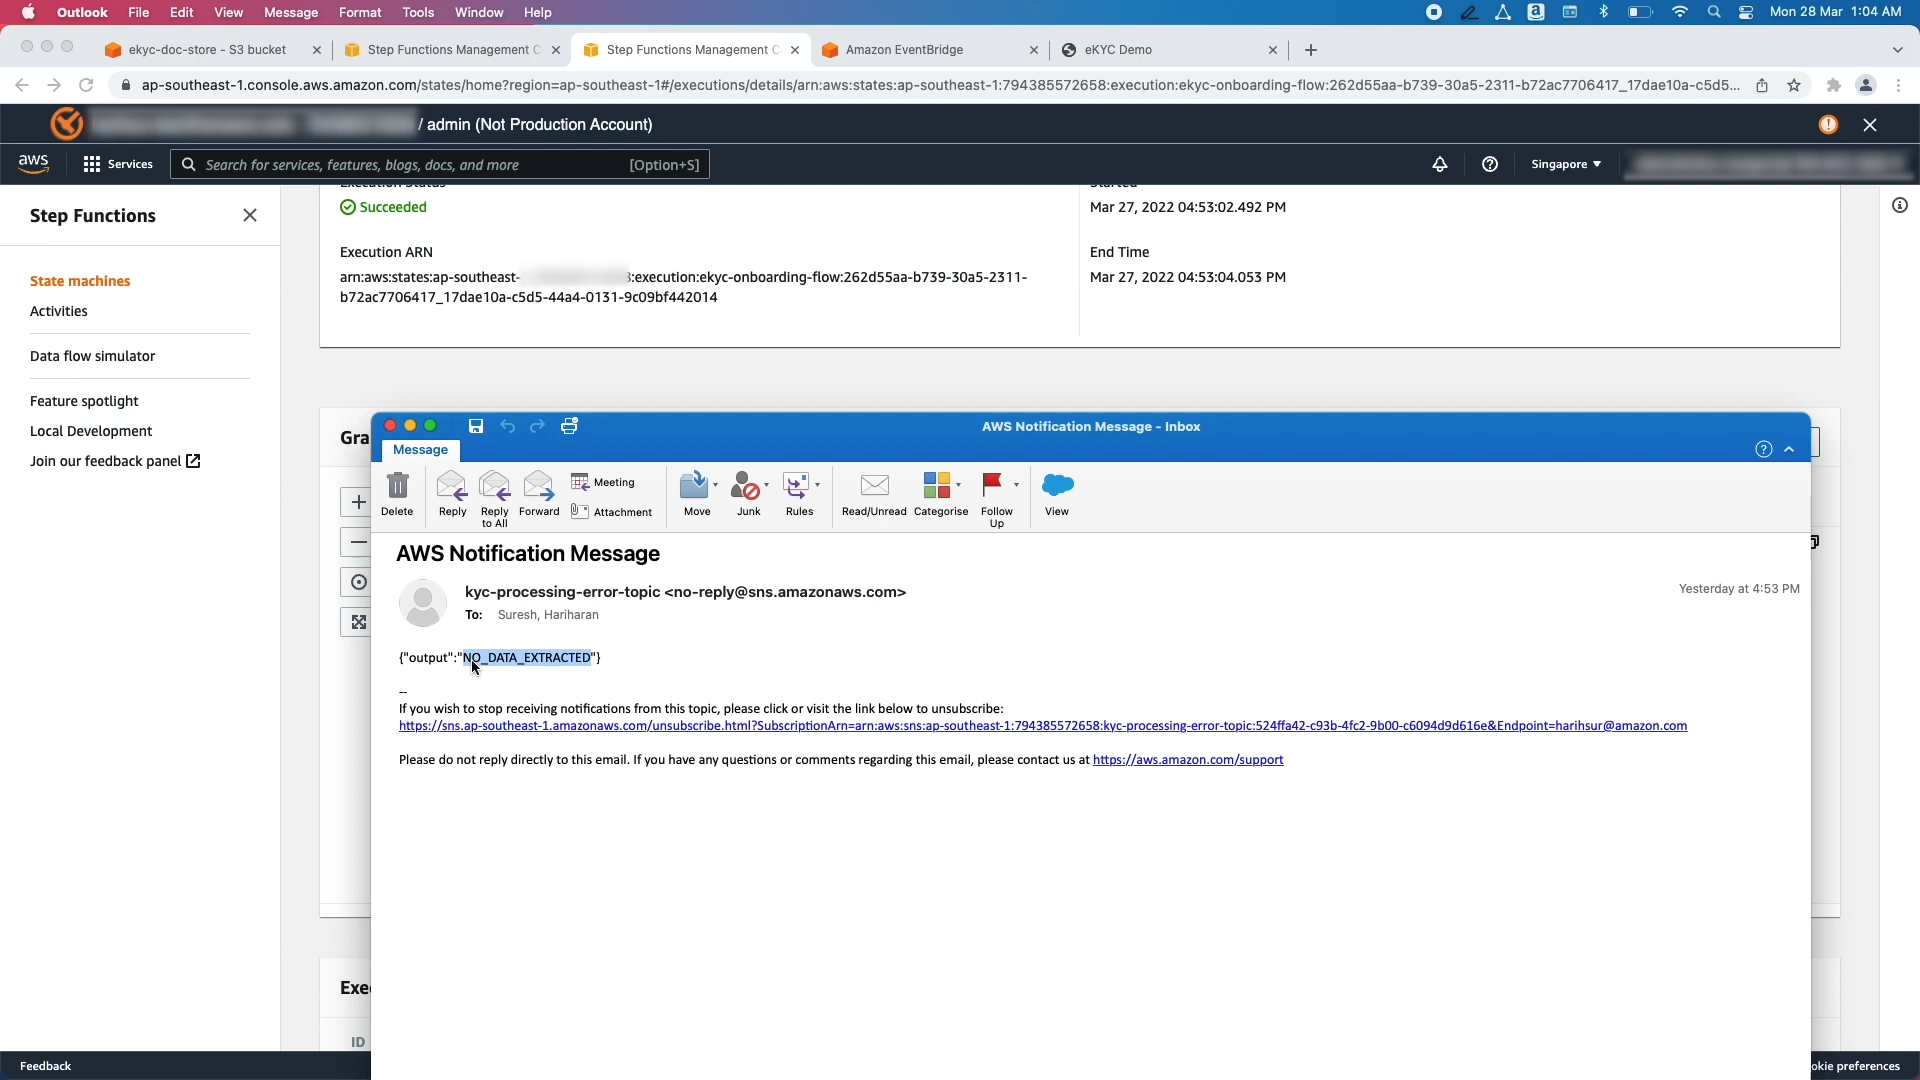 Outlook File Edit View Message Format Tools Window Help Mon 28 Mar 1:04 AM
ekyc-doc-store - S3 bucket Step Functions Management C Step Functions Management C Amazon EventBridge eKYC Demo
ap-southeast-1.console.aws.amazon.com/states/home?region=ap-southeast-1#/executions/details/arn:aws:states:ap-southeast-1:794385572658:execution:ekyc-onboarding-flow:262d55aa-b739-30a5-2311-b72ac7706417_17dae10a-c5d5...
/ admin (Not Production Account)
aws Services Search for services, features, blogs, docs, and more [Option+S] Singapore
Step Functions
State machines
Activities
Data flow simulator
Feature spotlight
Local Development
Join our feedback panel
Execution Status Started
Succeeded Mar 27, 2022 04:53:02.492 PM
Execution ARN End Time
arn:aws:states:ap-southeast- :execution:ekyc-onboarding-flow:262d55aa-b739-30a5-2311- Mar 27, 2022 04:53:04.053 PM
b72ac7706417_17dae10a-c5d5-44a4-0131-9c09bf442014
Gra
AWS Notification Message - Inbox
Message
Delete Reply Reply to All Forward Meeting Attachment Move Junk Rules Read/Unread Categorise Follow Up View
AWS Notification Message
kyc-processing-error-topic <no-reply@sns.amazonaws.com> Yesterday at 4:53 PM
To: Suresh, Hariharan
{"output":"NO_DATA_EXTRACTED"}
--
If you wish to stop receiving notifications from this topic, please click or visit the link below to unsubscribe:
https://sns.ap-southeast-1.amazonaws.com/unsubscribe.html?SubscriptionArn=arn:aws:sns:ap-southeast-1:794385572658:kyc-processing-error-topic:524ffa42-c93b-4fc2-9b00-c6094d9d616e&Endpoint=harihsur@amazon.com
Please do not reply directly to this email. If you have any questions or comments regarding this email, please contact us at https://aws.amazon.com/support
Exe
ID
Feedback okie preferences